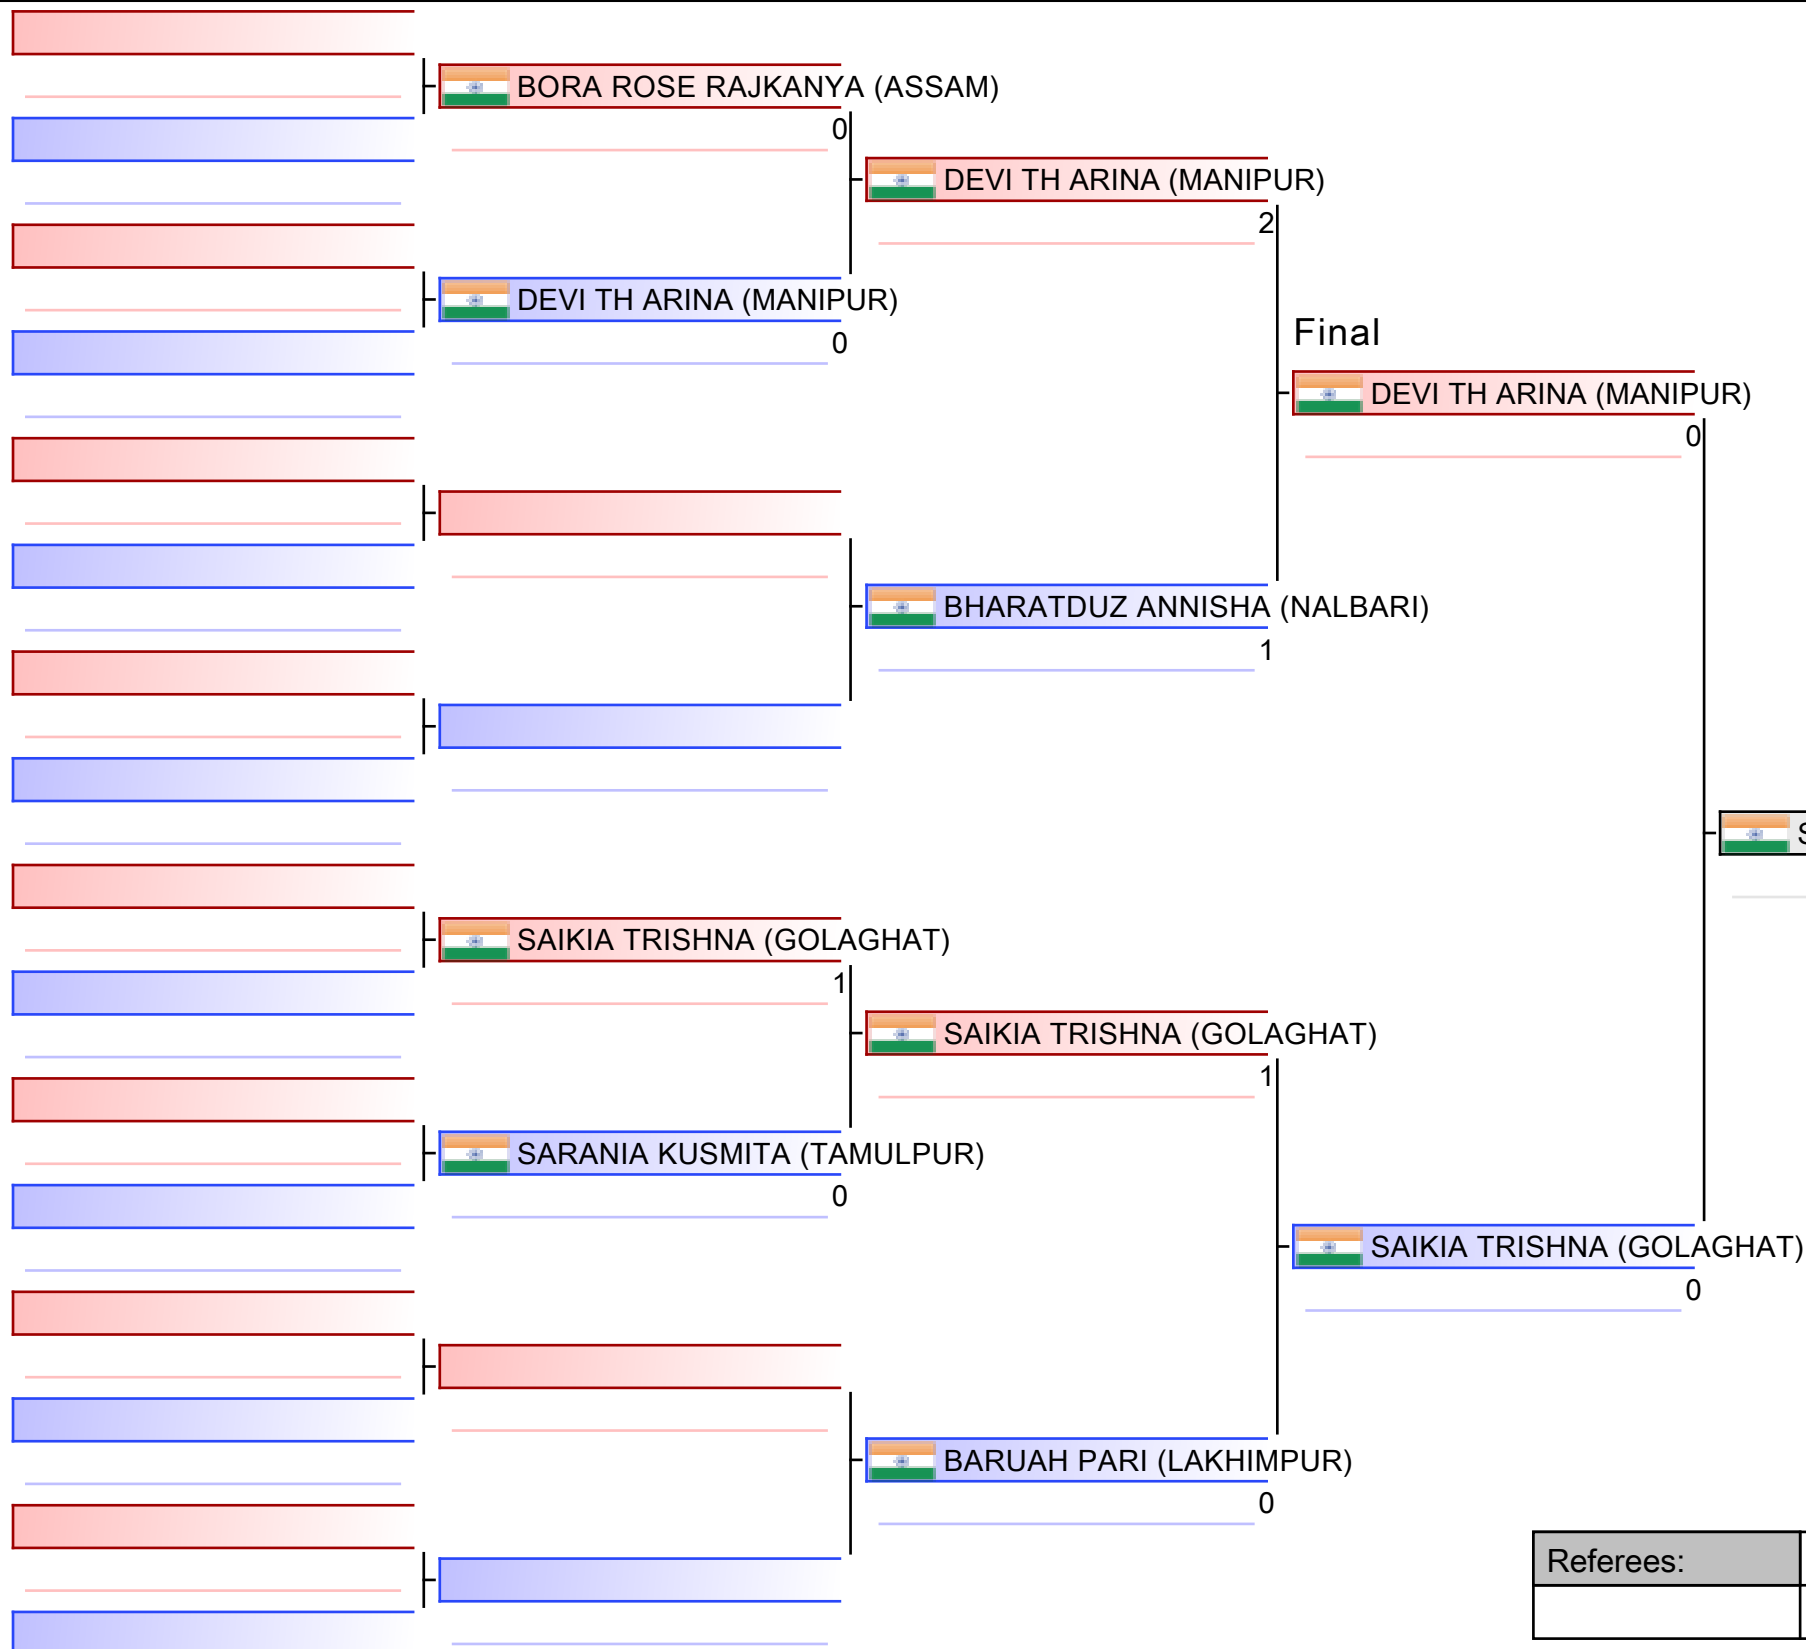 BORA ROSE RAJKANYA (ASSAM)
0
DEVI TH ARINA (MANIPUR)
2
DEVI TH ARINA (MANIPUR)
0
Final
DEVI TH ARINA (MANIPUR)
0
BHARATDUZ ANNISHA (NALBARI)
1
S
SAIKIA TRISHNA (GOLAGHAT)
1
SAIKIA TRISHNA (GOLAGHAT)
1
SARANIA KUSMITA (TAMULPUR)
0
SAIKIA TRISHNA (GOLAGHAT)
0
BARUAH PARI (LAKHIMPUR)
0
Referees: